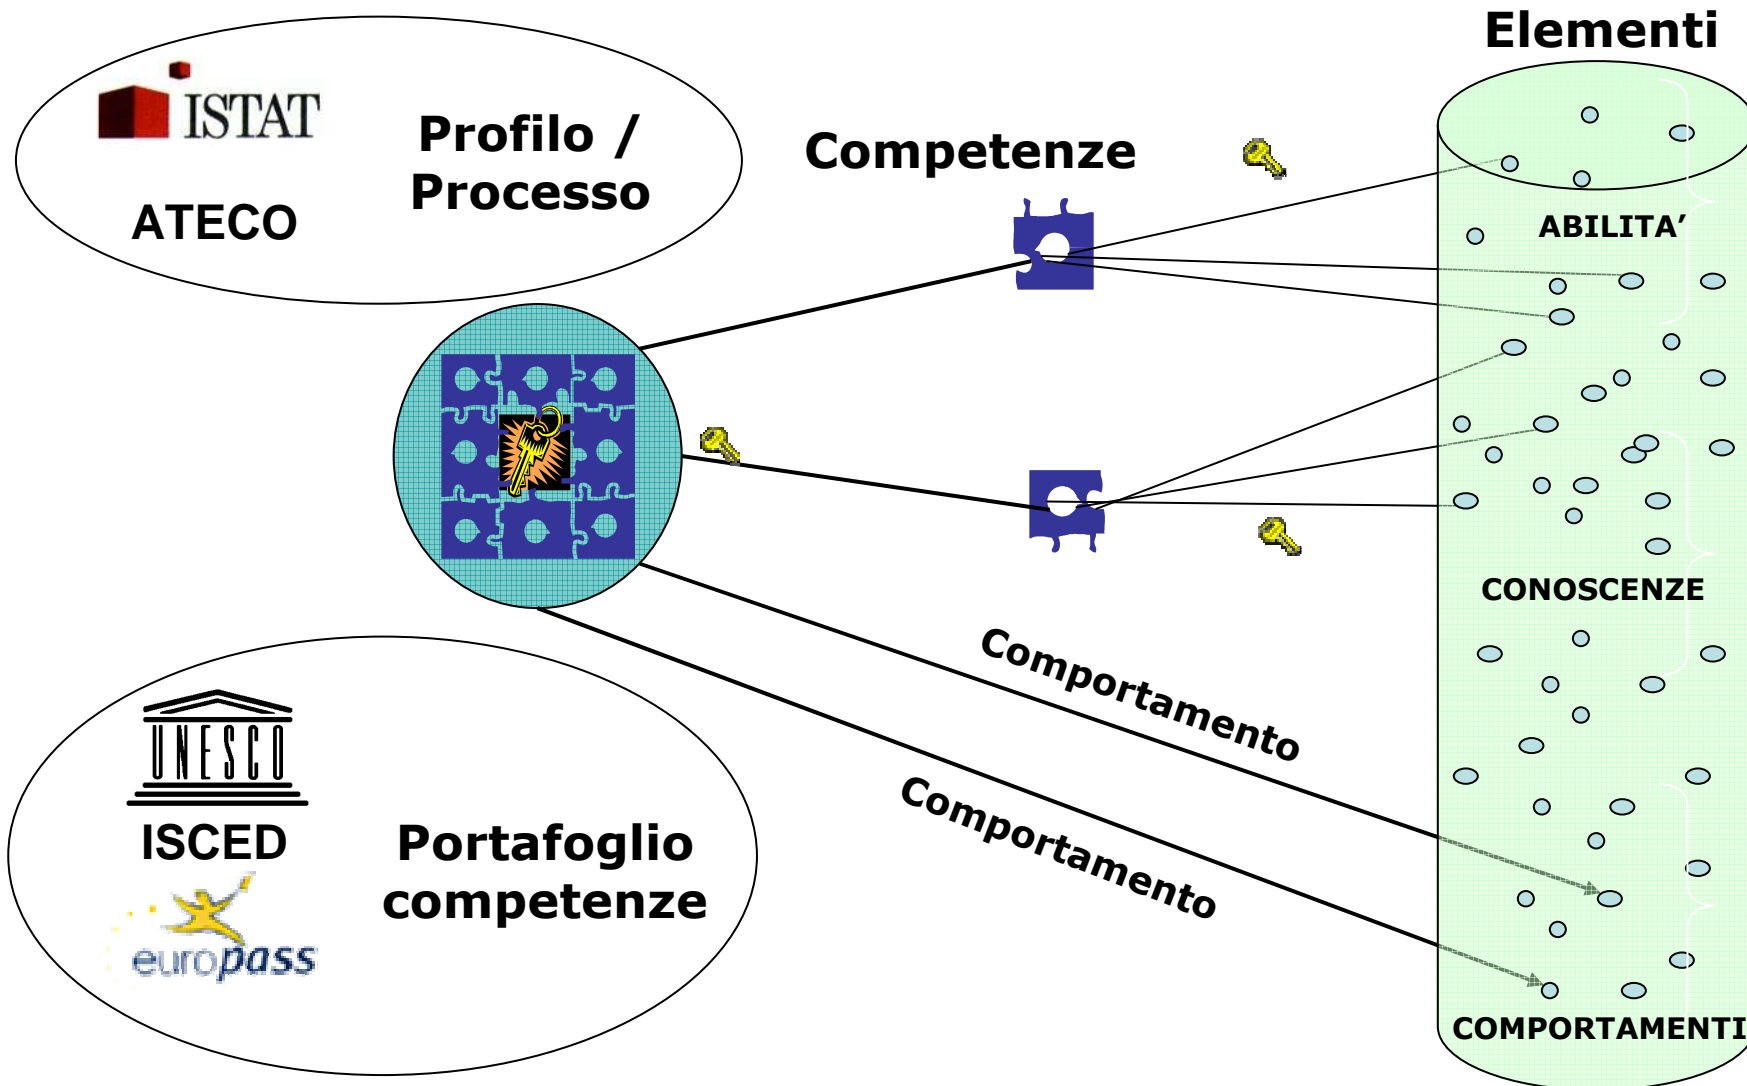 Elementi
ISTAT
Profilo /
Processo
ATECO
Competenze
ABILITA’
CONOSCENZE
Comportamento
Comportamento
UNESCO
ISCED
Portafoglio
competenze
europass
COMPORTAMENTI